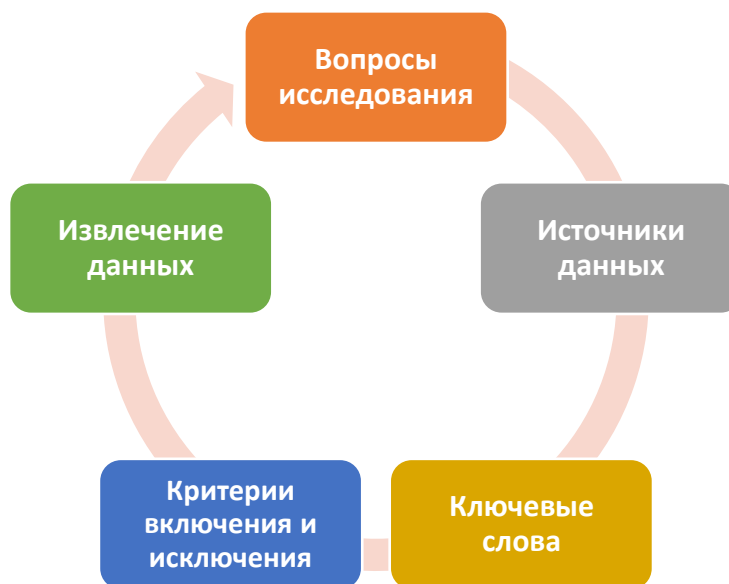 Вопросы
исследования
Источники
данных
Ключевые
слова
Критерии
включения и
исключения
Извлечение
данных